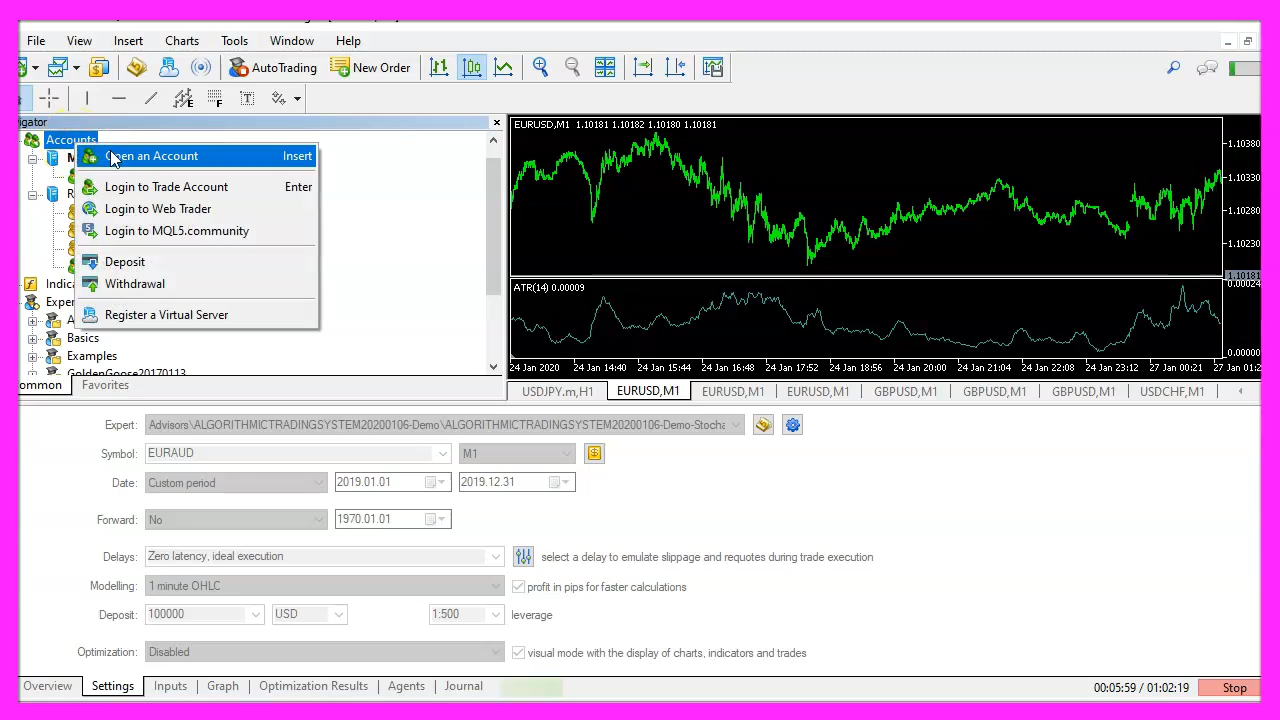 File View Insert Charts Tools Window Help
AutoTrading New Order
E F T
Accounts
Open an Account Insert
Login to Trade Account Enter
Login to Web Trader
Login to MQL5community
Deposit
Withdrawal
Register a Virtual Server
Basics
Examples
GoldenGoose20170113
Common Favorites
EURUSD,M1 1.10181 1.10182 1.10180 1.10181
1.10380
1.10330
1.10280
1.10230
1.10181
ATR(14) 0.00009
0.00024
0.00000
24 Jan 2020 24 Jan 14:44 24 Jan 15:44 24 Jan 16:48 24 Jan 17:52 24 Jan 18:56 24 Jan 20:00 24 Jan 21:04 24 Jan 22:08 24 Jan 23:12 27 Jan 00:21 27 Jan 01:2
USDJPY.m,H1 EURUSD,M1 EURUSD,M1 EURUSD,M1 GBPUSD,M1 GBPUSD,M1 GBPUSD,M1 USDCHF,M1
Expert: Advisors\ALGORITHMICTRADINGSYSTEM20200106-Demo\ALGORITHMICTRADINGSYSTEM20200106-Demo-Stocha
Symbol: EURAUD M1
Date: Custom period 2019.01.01 2019.12.31
Forward: No 1970.01.01
Delays: Zero latency, ideal execution select a delay to emulate slippage and requotes during trade execution
Modelling: 1 minute OHLC profit in pips for faster calculations
Deposit: 100000 USD 1:500 leverage
Optimization: Disabled visual mode with the display of charts, indicators and trades
Overview Settings Inputs Graph Optimization Results Agents Journal 00:05:59 / 01:02:19 Stop